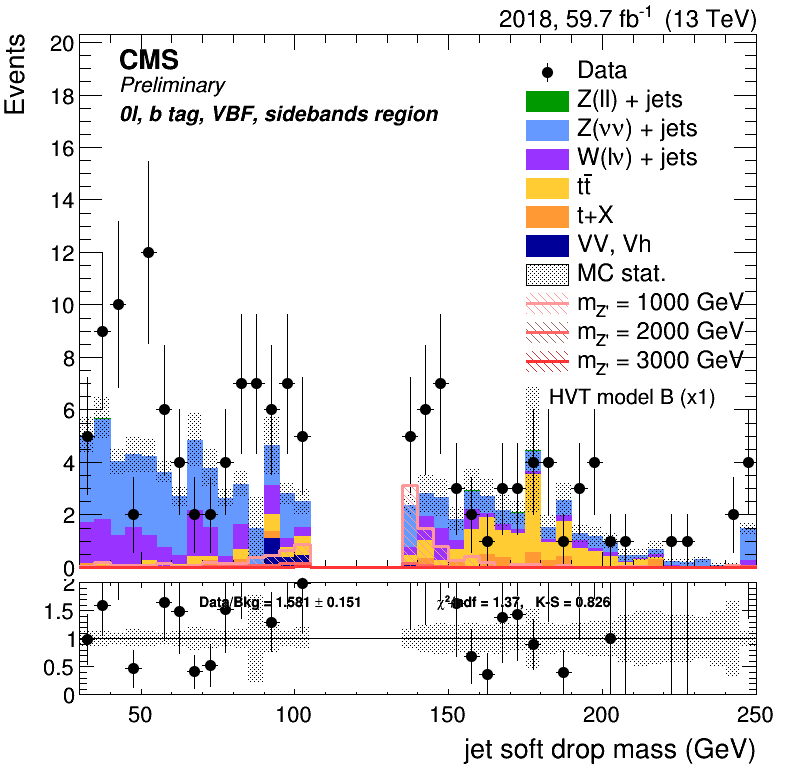 2018, 59.7 fb⁻¹ (13 TeV)
Events
CMS
Preliminary
0l, b tag, VBF, sidebands region
Data
Z(ll) + jets
Z(νν) + jets
W(lν) + jets
tt̄
t+X
VV, Vh
MC stat.
m_Z' = 1000 GeV
m_Z' = 2000 GeV
m_Z' = 3000 GeV
HVT model B (x1)
20
18
16
14
12
10
8
6
4
2
0
Data/Bkg = 1.581 ± 0.151
χ²/ndf = 1.37, K-S = 0.826
2
1.5
1
0.5
0
50 100 150 200 250
jet soft drop mass (GeV)